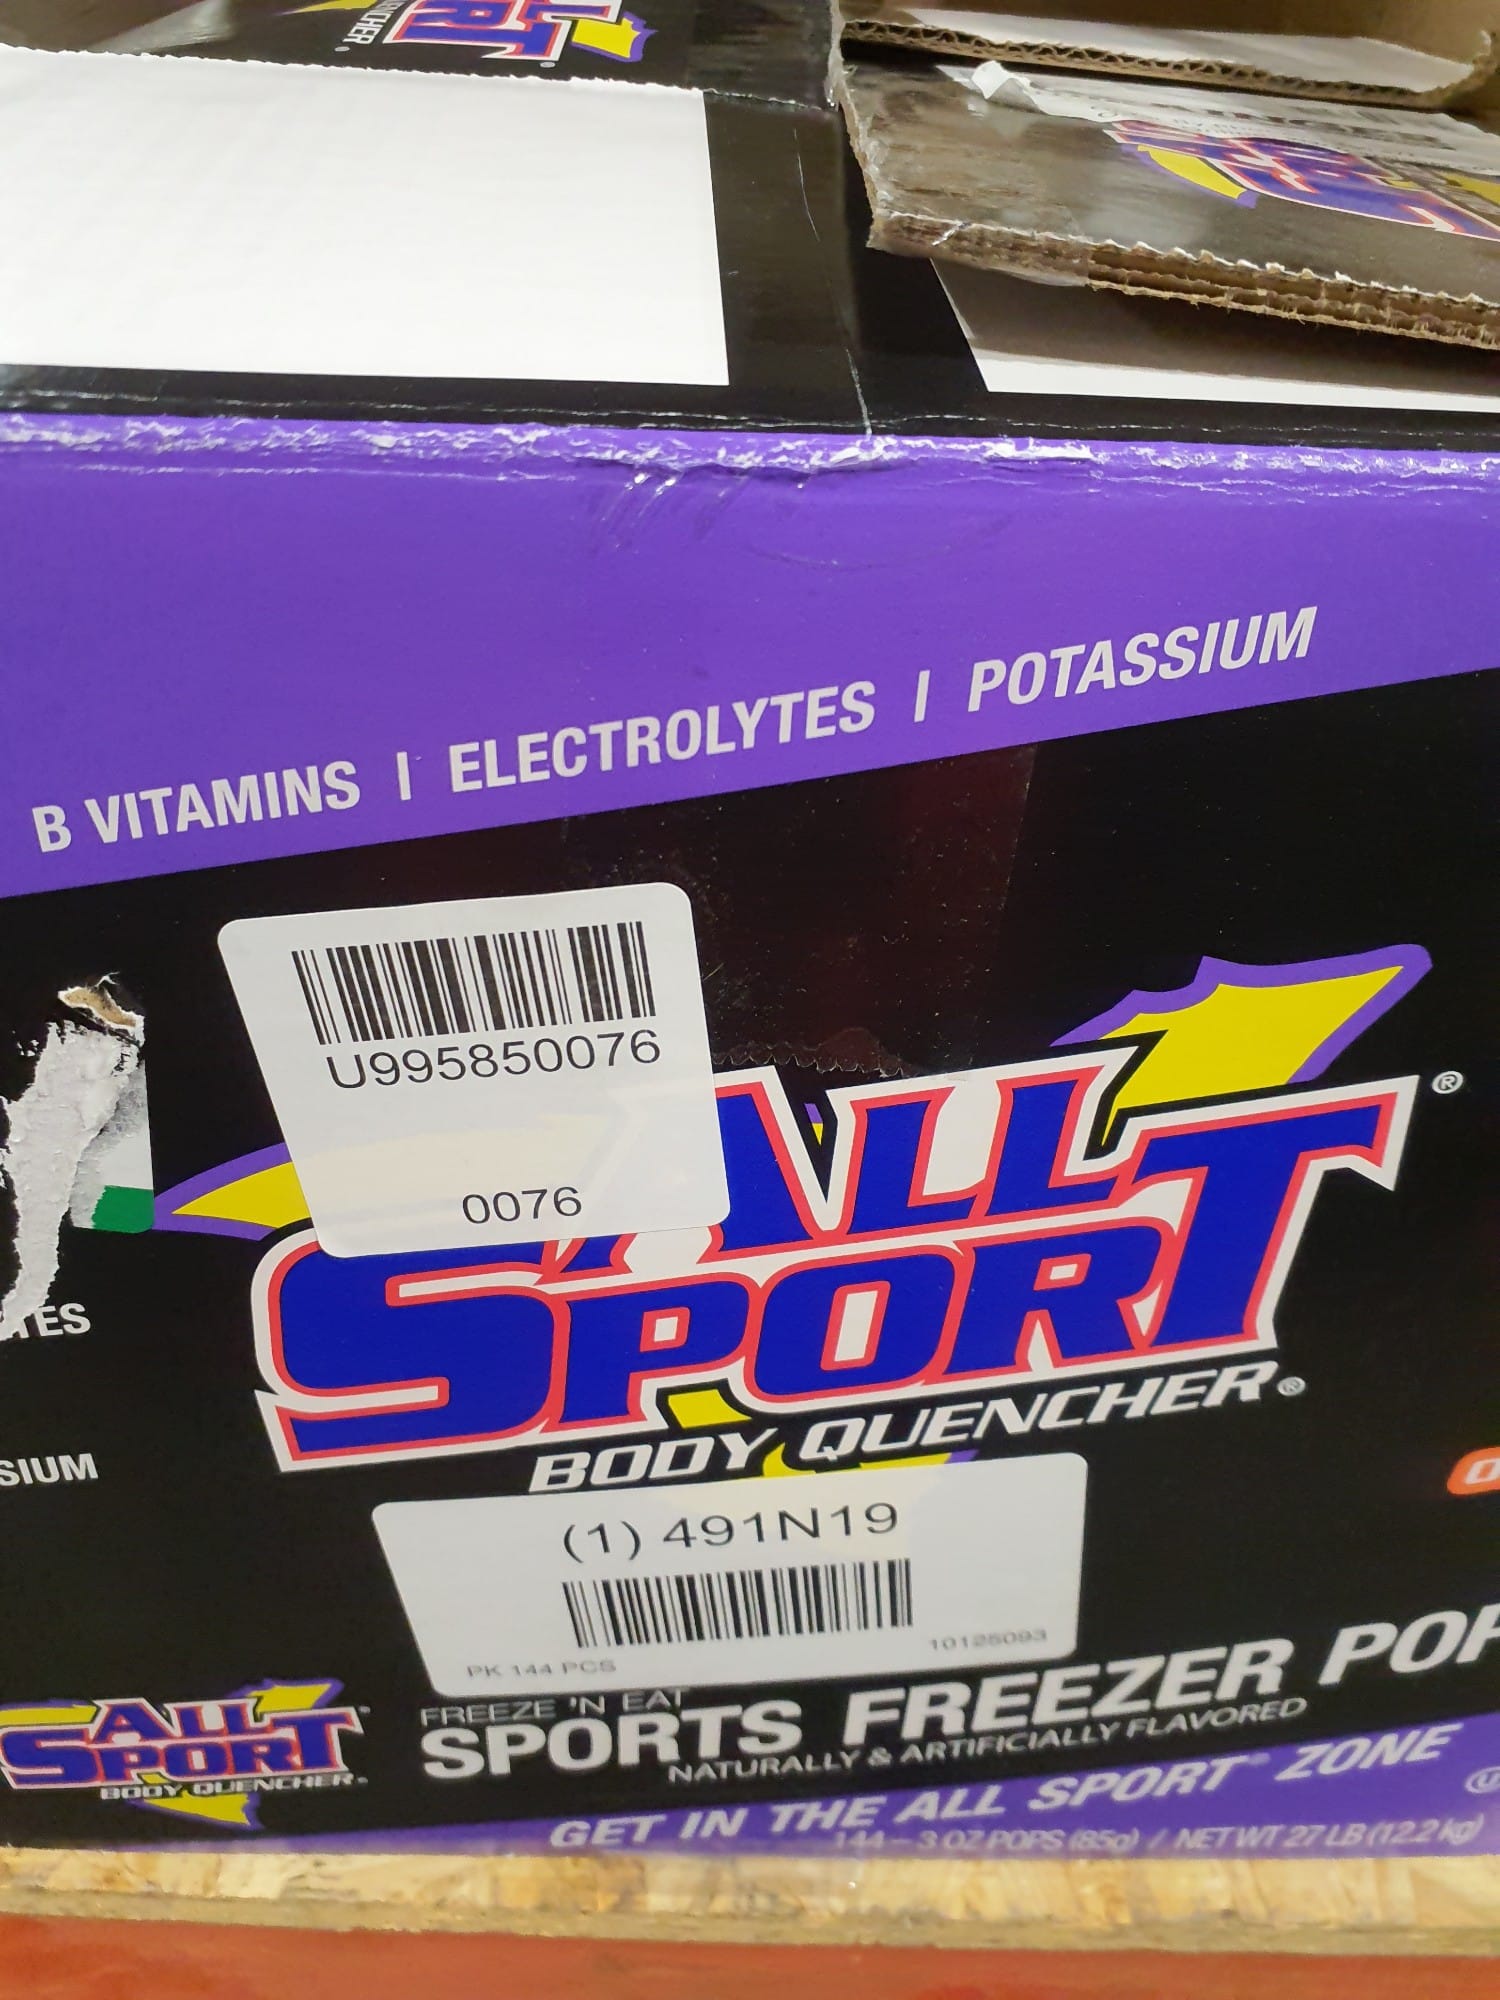 B VITAMINS | ELECTROLYTES | POTASSIUM
U995850076
0076
ALL
SPORT
®
BODY QUENCHER®
(1) 491N19
10125093
PK 144 PCS
FREEZE 'N EAT
SPORTS FREEZER
NATURALLY & ARTIFICIALLY FLAVORED
ALL
SPORT
BODY QUENCHER
GET IN THE ALL SPORT® ZONE
144 - 3 OZ POPS (85g) / NET WT 27 LB (12.2 kg)